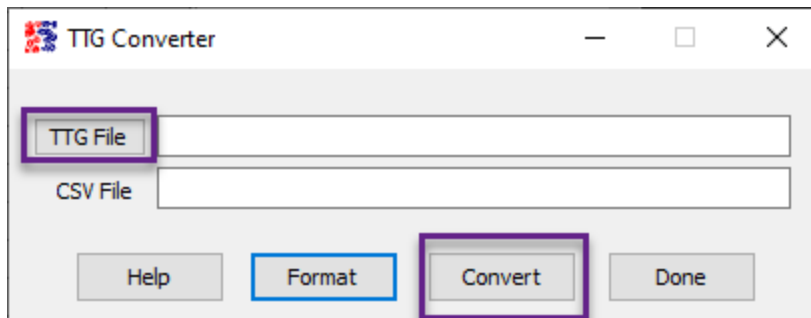 TTG Converter
TTG File
CSV File
Help Format Convert Done